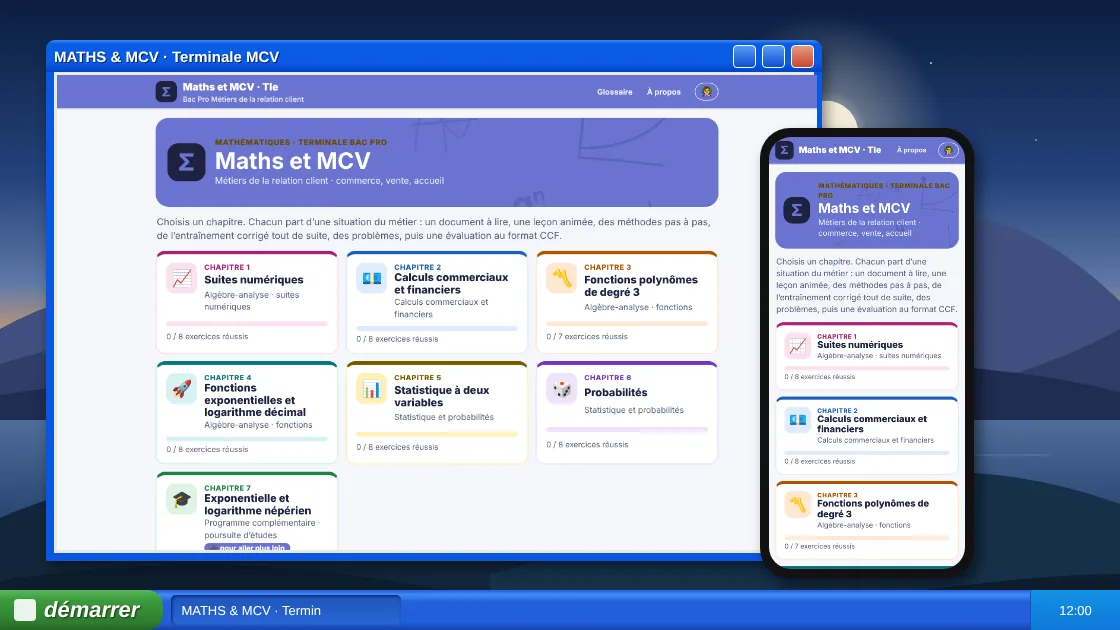 MATHS & MCV · Terminale MCV
Σ
Maths et MCV · Tle
Bac Pro Métiers de la relation client
Glossaire
À propos
MATHÉMATIQUES · TERMINALE BAC PRO
Σ
Maths et MCV
Métiers de la relation client · commerce, vente, accueil
Choisis un chapitre. Chacun part d'une situation du métier : un document à lire, une leçon animée, des méthodes pas à pas,
de l'entraînement corrigé tout de suite, des problèmes, puis une évaluation au format CCF.
CHAPITRE 1
Suites numériques
Algèbre-analyse · suites
numériques
0 / 8 exercices réussis
CHAPITRE 2
Calculs commerciaux
et financiers
Calculs commerciaux et
financiers
0 / 8 exercices réussis
CHAPITRE 3
Fonctions polynômes
de degré 3
Algèbre-analyse · fonctions
0 / 7 exercices réussis
CHAPITRE 4
Fonctions
exponentielles et
logarithme décimal
Algèbre-analyse · fonctions
0 / 8 exercices réussis
CHAPITRE 5
Statistique à deux
variables
Statistique et probabilités
0 / 8 exercices réussis
CHAPITRE 6
Probabilités
Statistique et probabilités
0 / 8 exercices réussis
CHAPITRE 7
Exponentielle et
logarithme népérien
Programme complémentaire ·
poursuite d'études
pour aller plus loin
Σ
Maths et MCV · Tle
À propos
MATHÉMATIQUES · TERMINALE BAC
PRO
Σ
Maths et MCV
Métiers de la relation client ·
commerce, vente, accueil
Choisis un chapitre. Chacun part d'une
situation du métier : un document à lire, une
leçon animée, des méthodes pas à pas, de
l'entraînement corrigé tout de suite, des
problèmes, puis une évaluation au format CCF.
CHAPITRE 1
Suites numériques
Algèbre-analyse · suites numériques
0 / 8 exercices réussis
CHAPITRE 2
Calculs commerciaux et
financiers
Calculs commerciaux et financiers
0 / 8 exercices réussis
CHAPITRE 3
Fonctions polynômes de
degré 3
Algèbre-analyse · fonctions
0 / 7 exercices réussis
démarrer
MATHS & MCV · Termin
12:00